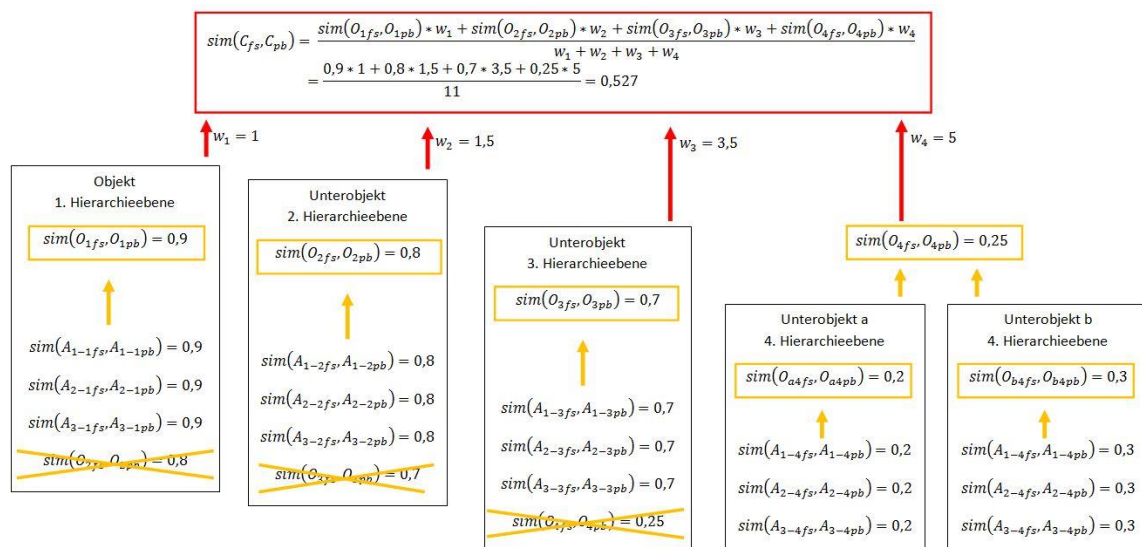 sim(C_fs, C_pb) = (sim(O_1fs, O_1pb) * w_1 + sim(O_2fs, O_2pb) * w_2 + sim(O_3fs, O_3pb) * w_3 + sim(O_4fs, O_4pb) * w_4) / (w_1 + w_2 + w_3 + w_4)
= (0,9 * 1 + 0,8 * 1,5 + 0,7 * 3,5 + 0,25 * 5) / 11 = 0,527
w_1 = 1
w_2 = 1,5
w_3 = 3,5
w_4 = 5
Objekt
1. Hierarchieebene
sim(O_1fs, O_1pb) = 0,9
sim(A_1−1fs, A_1−1pb) = 0,9
sim(A_2−1fs, A_2−1pb) = 0,9
sim(A_3−1fs, A_3−1pb) = 0,9
sim(O_2fs, O_2pb) = 0,8
Unterobjekt
2. Hierarchieebene
sim(O_2fs, O_2pb) = 0,8
sim(A_1−2fs, A_1−2pb) = 0,8
sim(A_2−2fs, A_2−2pb) = 0,8
sim(A_3−2fs, A_3−2pb) = 0,8
sim(O_3fs, O_3pb) = 0,7
Unterobjekt
3. Hierarchieebene
sim(O_3fs, O_3pb) = 0,7
sim(A_1−3fs, A_1−3pb) = 0,7
sim(A_2−3fs, A_2−3pb) = 0,7
sim(A_3−3fs, A_3−3pb) = 0,7
sim(O_4fs, O_4pb) = 0,25
sim(O_4fs, O_4pb) = 0,25
Unterobjekt a
4. Hierarchieebene
sim(O_a4fs, O_a4pb) = 0,2
sim(A_1−4fs, A_1−4pb) = 0,2
sim(A_2−4fs, A_2−4pb) = 0,2
sim(A_3−4fs, A_3−4pb) = 0,2
Unterobjekt b
4. Hierarchieebene
sim(O_b4fs, O_b4pb) = 0,3
sim(A_1−4fs, A_1−4pb) = 0,3
sim(A_2−4fs, A_2−4pb) = 0,3
sim(A_3−4fs, A_3−4pb) = 0,3